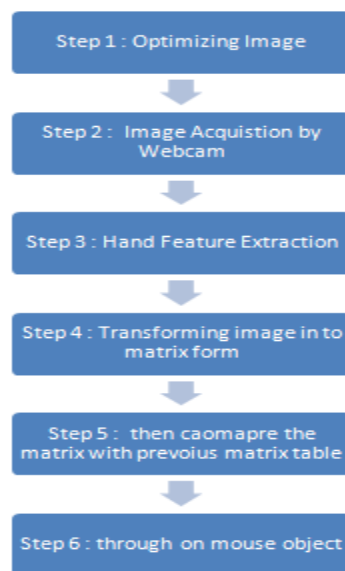 Step 1 : Optimizing Image
Step 2 : Image Acquistion by
Webcam
Step 3 : Hand Feature Extraction
Step 4 : Transforming image in to
matrix form
Step 5 : then caomapre the
matrix with prevoius matrix table
Step 6 : through on mouse object